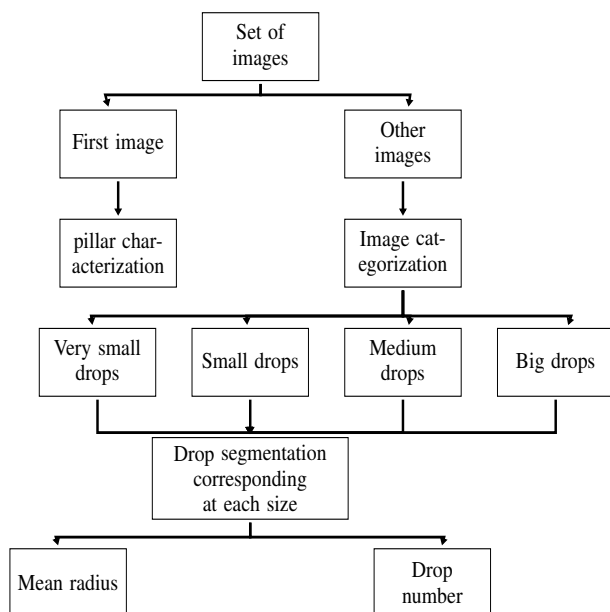 Set of
images
First image
Other
images
pillar char-
acterization
Image cat-
egorization
Very small
drops
Small drops
Medium
drops
Big drops
Drop segmentation
corresponding
at each size
Mean radius
Drop
number